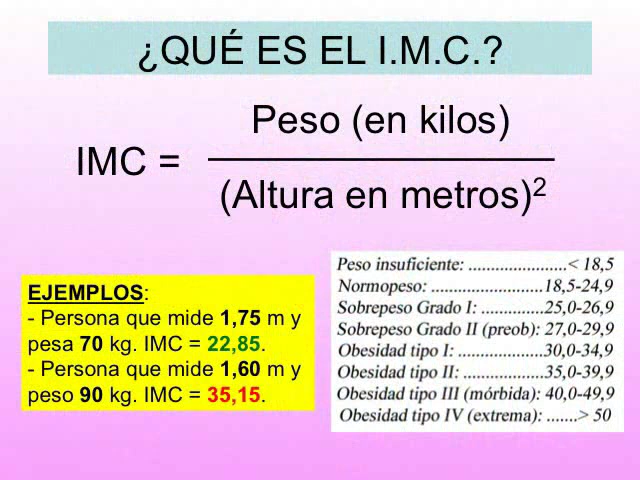 ¿QUÉ ES EL I.M.C.?
Peso (en kilos)
IMC =
(Altura en metros)²
EJEMPLOS:
- Persona que mide 1,75 m y
pesa 70 kg. IMC = 22,85.
- Persona que mide 1,60 m y
peso 90 kg. IMC = 35,15.
Peso insuficiente: ......................< 18,5
Normopeso: .........................18,5-24,9
Sobrepeso Grado I: ..............25,0-26,9
Sobrepeso Grado II (preob): 27,0-29,9
Obesidad tipo I: ...................30,0-34,9
Obesidad tipo II: ..................35,0-39,9
Obesidad tipo III (mórbida): 40,0-49,9
Obesidad tipo IV (extrema): .......> 50